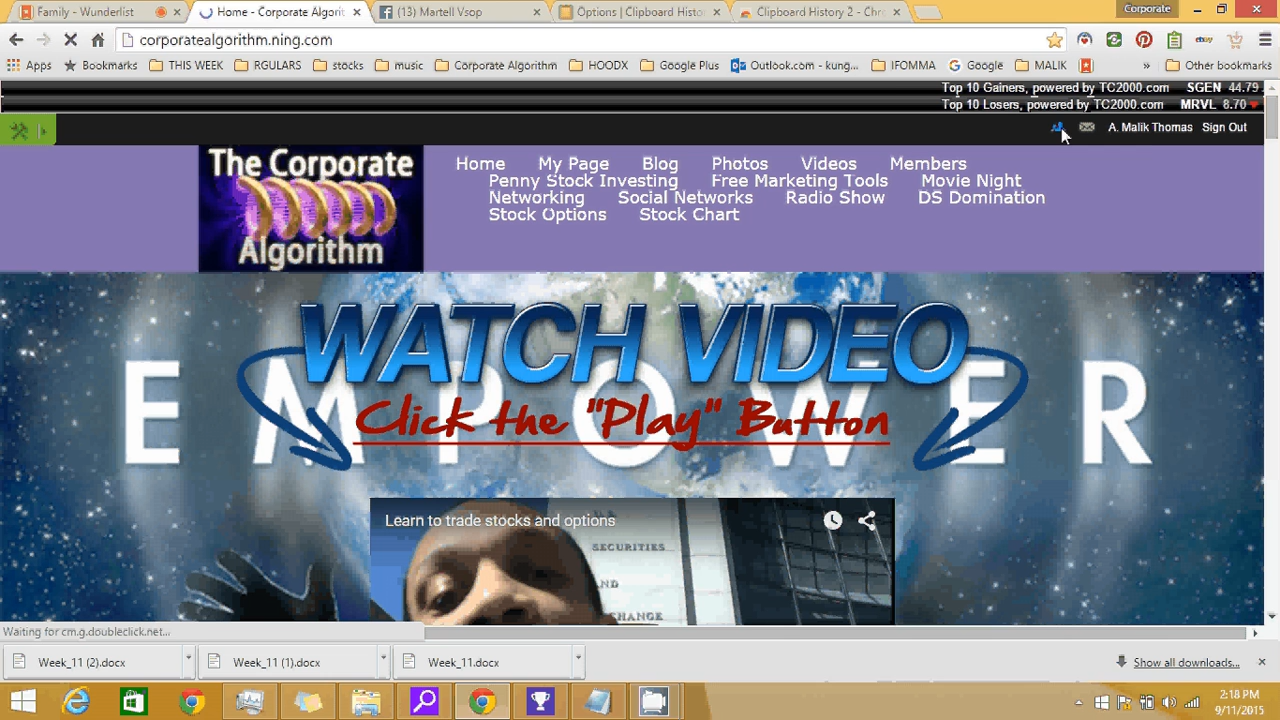 Family - Wunderlist
Home - Corporate Algorit
(13) Martell Vsop
Options | Clipboard Histo
Clipboard History 2 - Chr
Corporate
corporatealgorithm.ning.com
Apps
Bookmarks
THIS WEEK
RGULARS
stocks
music
Corporate Algorithm
HOODX
Google Plus
Outlook.com - kung...
IFOMMA
Google
MALIK
»
Other bookmarks
Top 10 Gainers, powered by TC2000.com SGEN 44.79
Top 10 Losers, powered by TC2000.com MRVL 8.70
A. Malik Thomas Sign Out
The Corporate
Algorithm
Home My Page Blog Photos Videos Members
Penny Stock Investing Free Marketing Tools Movie Night
Networking Social Networks Radio Show DS Domination
Stock Options Stock Chart
WATCH VIDEO
EMPOWER
Click the "Play" Button
Learn to trade stocks and options
SECURITIES
AND
Waiting for cm.g.doubleclick.net...
Week_11 (2).docx
Week_11 (1).docx
Week_11.docx
Show all downloads...
2:18 PM
9/11/2015